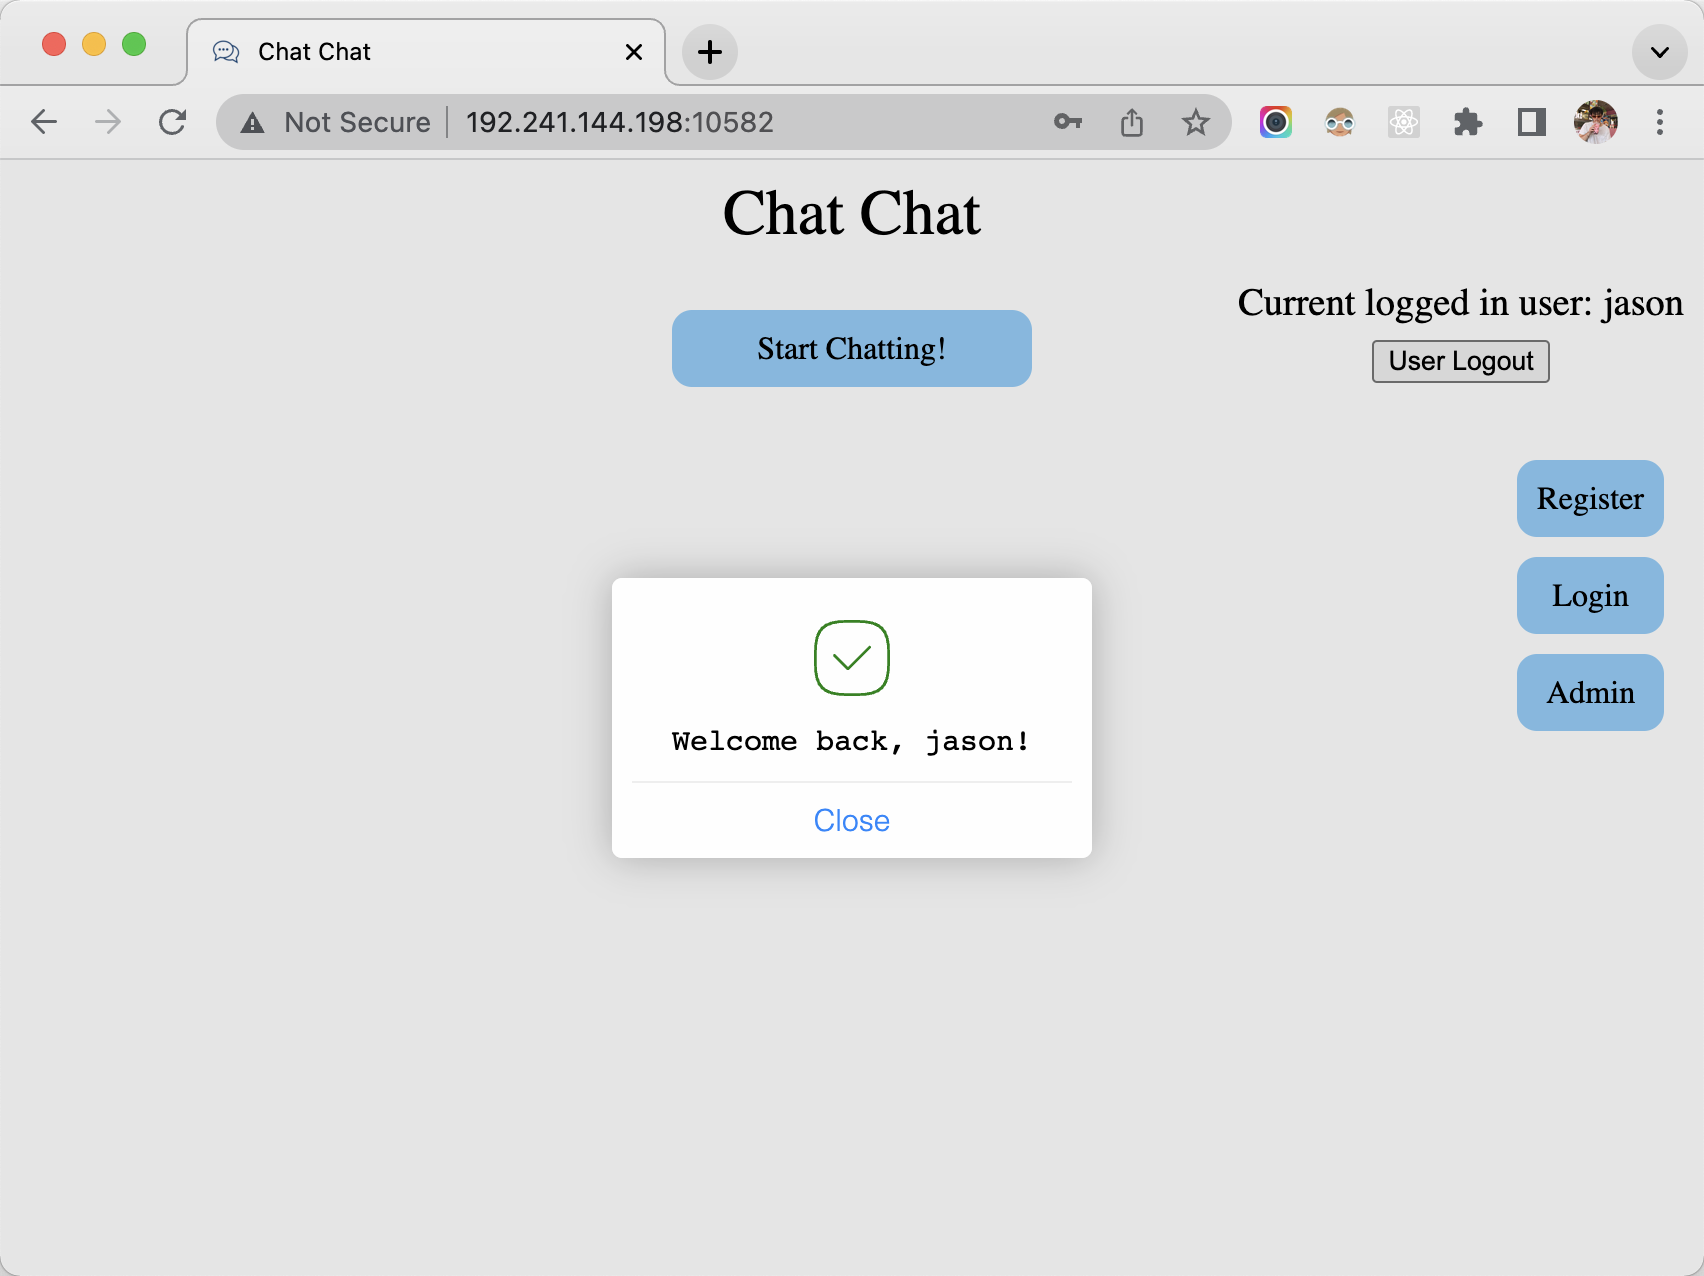 Chat Chat
Not Secure
192.241.144.198:10582
Chat Chat
Current logged in user: jason
Start Chatting!
User Logout
Register
Login
Admin
Welcome back, jason!
Close